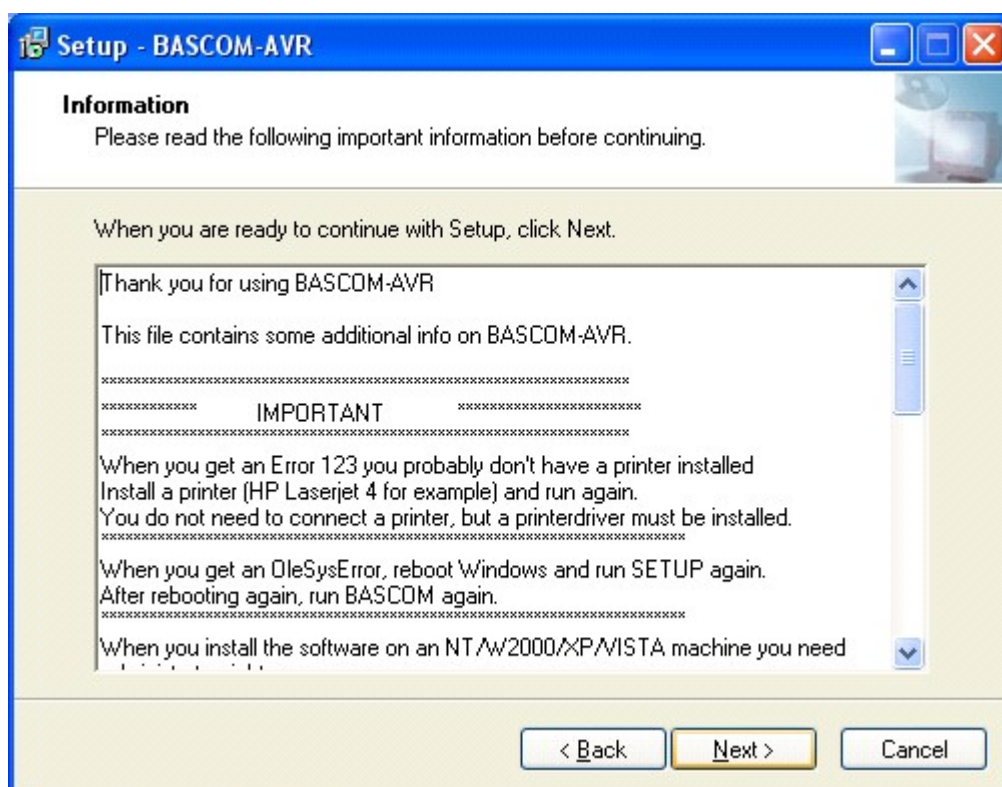 Setup - BASCOM-AVR
Information
Please read the following important information before continuing.
When you are ready to continue with Setup, click Next.
Thank you for using BASCOM-AVR
This file contains some additional info on BASCOM-AVR.
******************************************************************
************ IMPORTANT ***********************
******************************************************************
When you get an Error 123 you probably don't have a printer installed
Install a printer (HP Laserjet 4 for example) and run again.
You do not need to connect a printer, but a printerdriver must be installed.
*************************************************************************
When you get an OleSysError, reboot Windows and run SETUP again.
After rebooting again, run BASCOM again.
*************************************************************************
When you install the software on an NT/W2000/XP/VISTA machine you need
< Back Next > Cancel